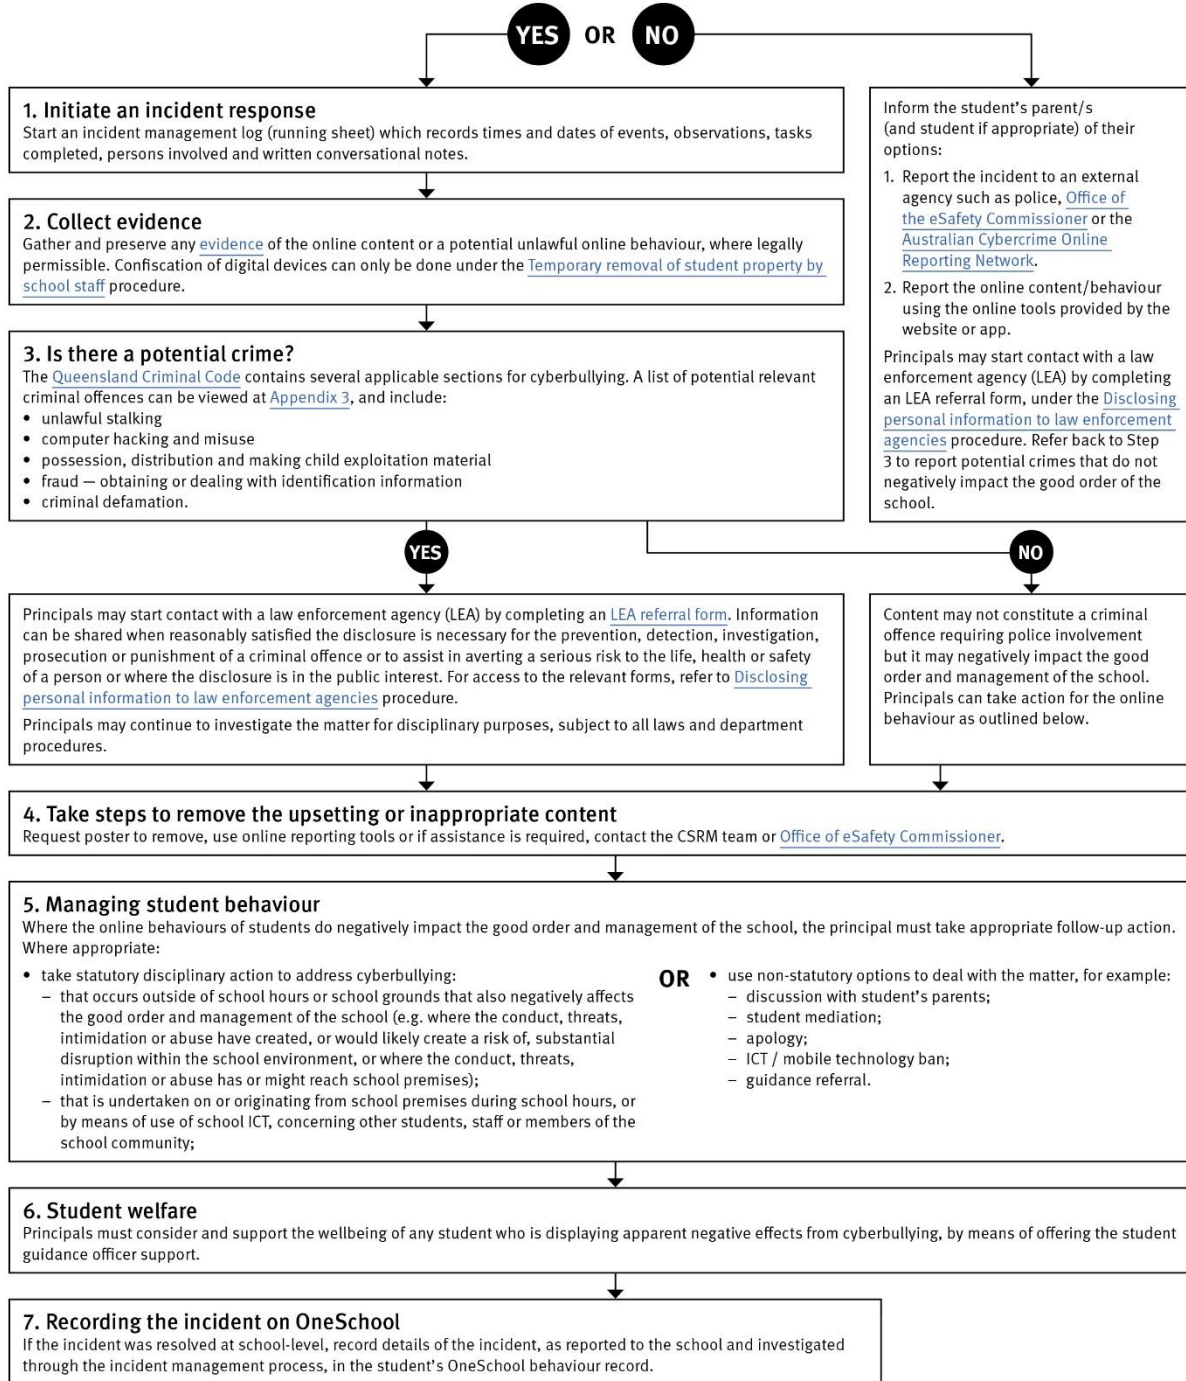 YES OR NO
1. Initiate an incident response
Start an incident management log (running sheet) which records times and dates of events, observations, tasks
completed, persons involved and written conversational notes.
2. Collect evidence
Gather and preserve any evidence of the online content or a potential unlawful online behaviour, where legally
permissible. Confiscation of digital devices can only be done under the Temporary removal of student property by
school staff procedure.
3. Is there a potential crime?
The Queensland Criminal Code contains several applicable sections for cyberbullying. A list of potential relevant
criminal offences can be viewed at Appendix 3, and include:
• unlawful stalking
• computer hacking and misuse
• possession, distribution and making child exploitation material
• fraud — obtaining or dealing with identification information
• criminal defamation.
Inform the student's parent/s
(and student if appropriate) of their
options:
1. Report the incident to an external
agency such as police, Office of
the eSafety Commissioner or the
Australian Cybercrime Online
Reporting Network.
2. Report the online content/behaviour
using the online tools provided by the
website or app.
Principals may start contact with a law
enforcement agency (LEA) by completing
an LEA referral form, under the Disclosing
personal information to law enforcement
agencies procedure. Refer back to Step
3 to report potential crimes that do not
negatively impact the good order of the
school.
YES
NO
Principals may start contact with a law enforcement agency (LEA) by completing an LEA referral form. Information
can be shared when reasonably satisfied the disclosure is necessary for the prevention, detection, investigation,
prosecution or punishment of a criminal offence or to assist in averting a serious risk to the life, health or safety
of a person or where the disclosure is in the public interest. For access to the relevant forms, refer to Disclosing
personal information to law enforcement agencies procedure.
Principals may continue to investigate the matter for disciplinary purposes, subject to all laws and department
procedures.
Content may not constitute a criminal
offence requiring police involvement
but it may negatively impact the good
order and management of the school.
Principals can take action for the online
behaviour as outlined below.
4. Take steps to remove the upsetting or inappropriate content
Request poster to remove, use online reporting tools or if assistance is required, contact the CSRM team or Office of eSafety Commissioner.
5. Managing student behaviour
Where the online behaviours of students do negatively impact the good order and management of the school, the principal must take appropriate follow-up action.
Where appropriate:
• take statutory disciplinary action to address cyberbullying:
– that occurs outside of school hours or school grounds that also negatively affects
the good order and management of the school (e.g. where the conduct, threats,
intimidation or abuse have created, or would likely create a risk of, substantial
disruption within the school environment, or where the conduct, threats,
intimidation or abuse has or might reach school premises);
– that is undertaken on or originating from school premises during school hours, or
by means of use of school ICT, concerning other students, staff or members of the
school community;
OR
• use non-statutory options to deal with the matter, for example:
– discussion with student's parents;
– student mediation;
– apology;
– ICT / mobile technology ban;
– guidance referral.
6. Student welfare
Principals must consider and support the wellbeing of any student who is displaying apparent negative effects from cyberbullying, by means of offering the student
guidance officer support.
7. Recording the incident on OneSchool
If the incident was resolved at school-level, record details of the incident, as reported to the school and investigated
through the incident management process, in the student's OneSchool behaviour record.